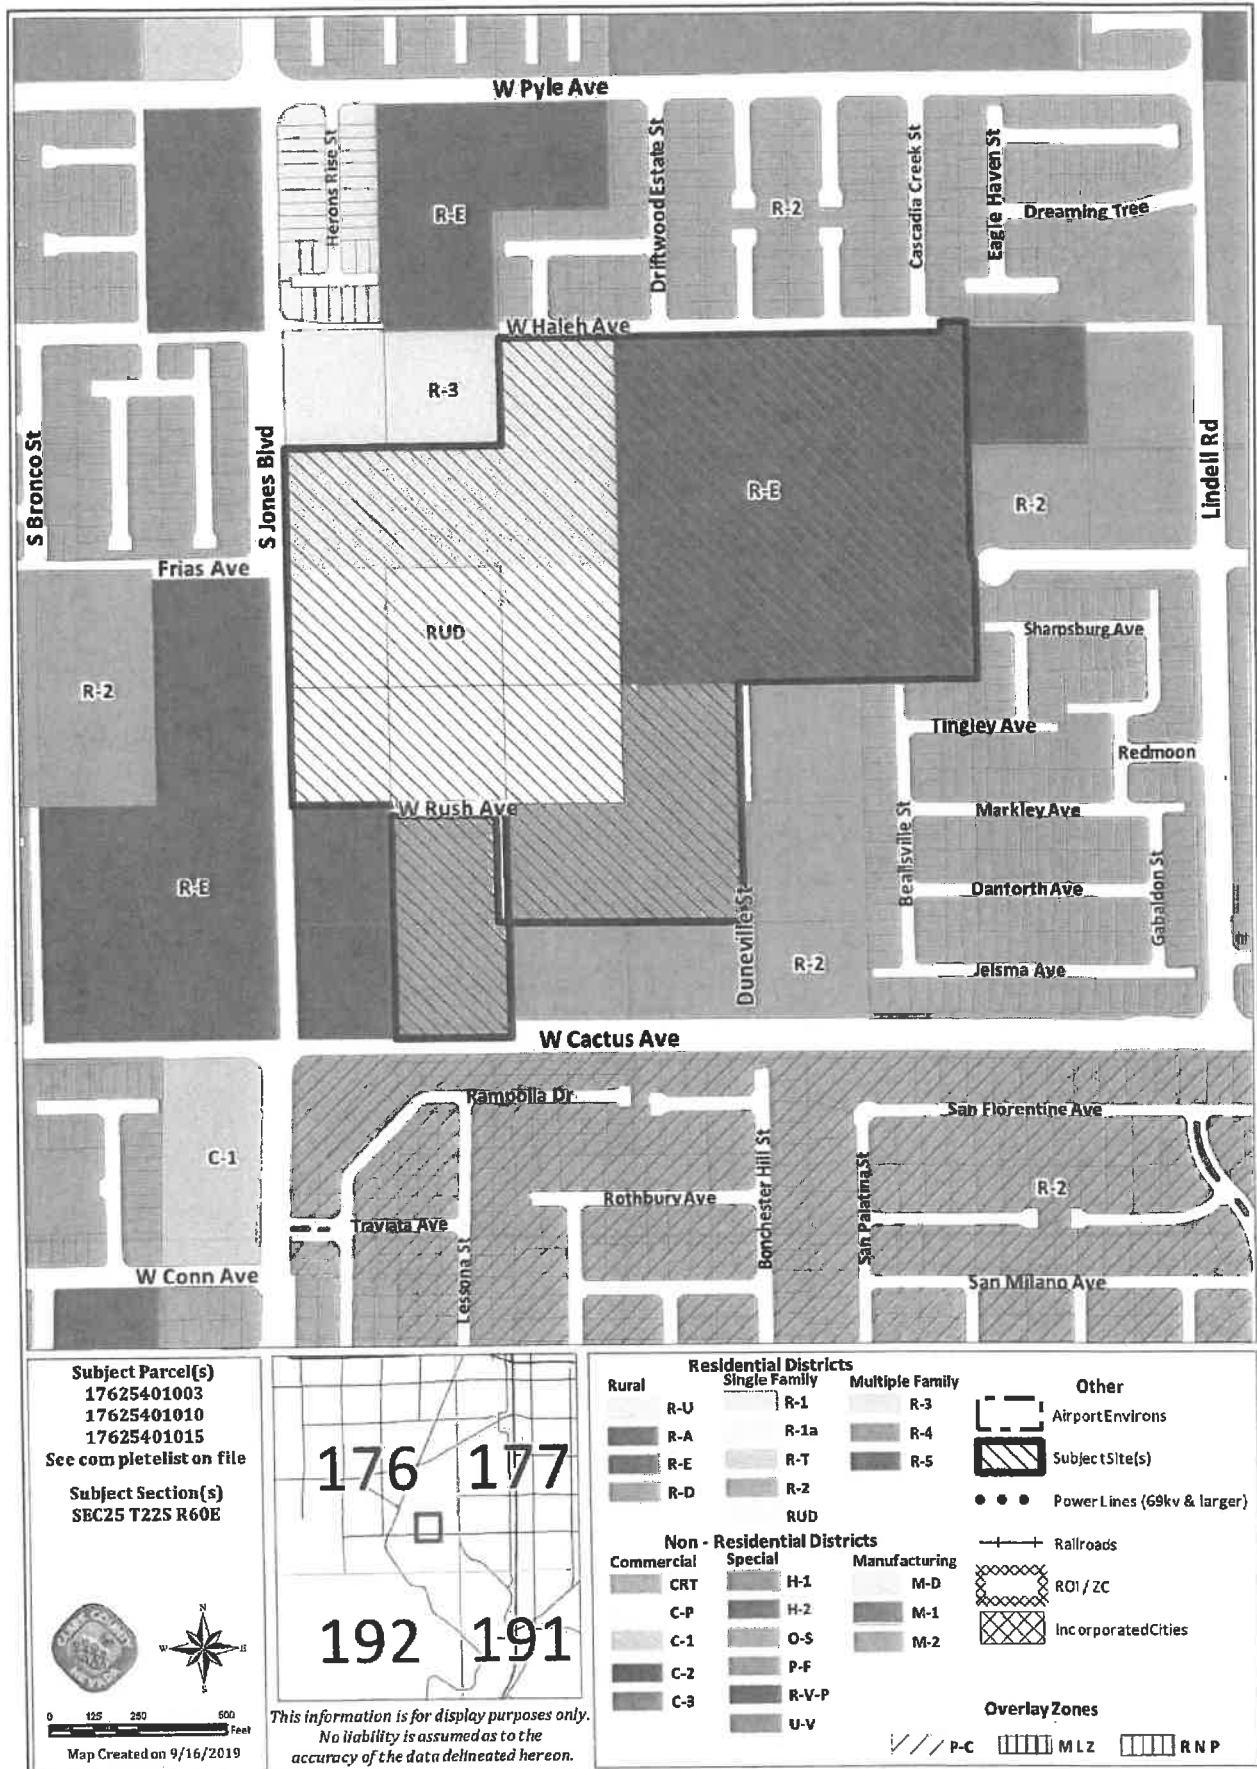 W Pyle Ave
Herons Rise St
R-E
Driftwood Estate St
R-2
Cascadia Creek St
Eagle Haven St
Dreaming Tree
W Haleh Ave
R-3
S Bronco St
S Jones Blvd
R-E
R-2
Lindell Rd
Frias Ave
RUD
Sharpsburg Ave
R-2
Tingley Ave
Redmoon
W Rush Ave
Beallsville St
Markley Ave
R-E
Danforth Ave
Gabaldon St
Duneville St
R-2
Jelsma Ave
W Cactus Ave
Rampolla Dr
San Florentine Ave
C-1
Bonchester Hill St
San Palatina St
R-2
Rothbury Ave
Traviata Ave
Lessona St
W Conn Ave
San Milano Ave
Subject Parcel(s)
17625401003
17625401010
17625401015
See completelist on file
Subject Section(s)
SEC25 T22S R60E
CLARK COUNTY
NEVADA
N
W E
S
0 125 250 500
Feet
Map Created on 9/16/2019
176 177
192 191
This information is for display purposes only.
No liability is assumed as to the
accuracy of the data delineated hereon.
Residential Districts
Rural
R-U
R-A
R-E
R-D
Single Family
R-1
R-1a
R-T
R-2
RUD
Multiple Family
R-3
R-4
R-5
Non - Residential Districts
Commercial
CRT
C-P
C-1
C-2
C-3
Special
H-1
H-2
O-S
P-F
R-V-P
U-V
Manufacturing
M-D
M-1
M-2
Other
Airport Environs
Subject Site(s)
Power Lines (69kv & larger)
Railroads
ROI / ZC
Incorporated Cities
Overlay Zones
P-C MLZ RNP